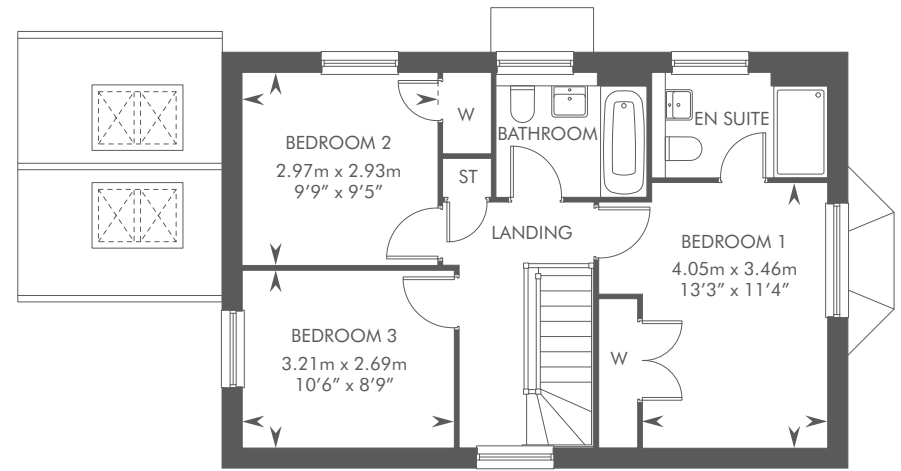 BEDROOM 2
2.97m x 2.93m
9’9” x 9’5”
W
BATHROOM
EN SUITE
ST
LANDING
BEDROOM 1
4.05m x 3.46m
13’3” x 11’4”
BEDROOM 3
3.21m x 2.69m
10’6” x 8’9”
W